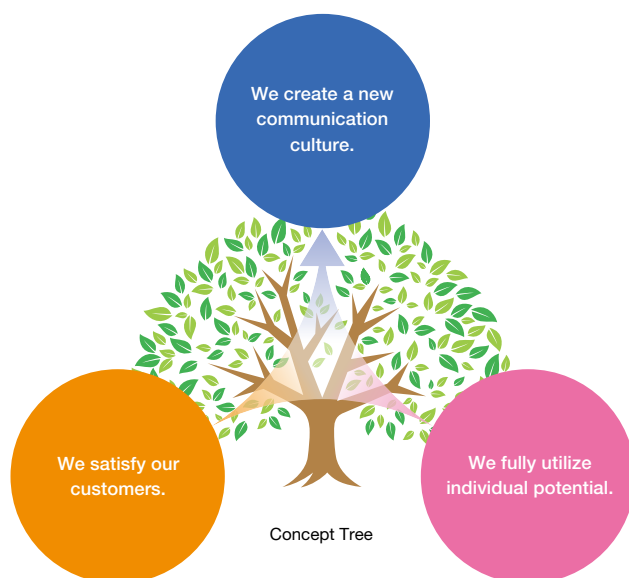 We create a new
communication
culture.
We satisfy our
customers.
We fully utilize
individual potential.
Concept Tree